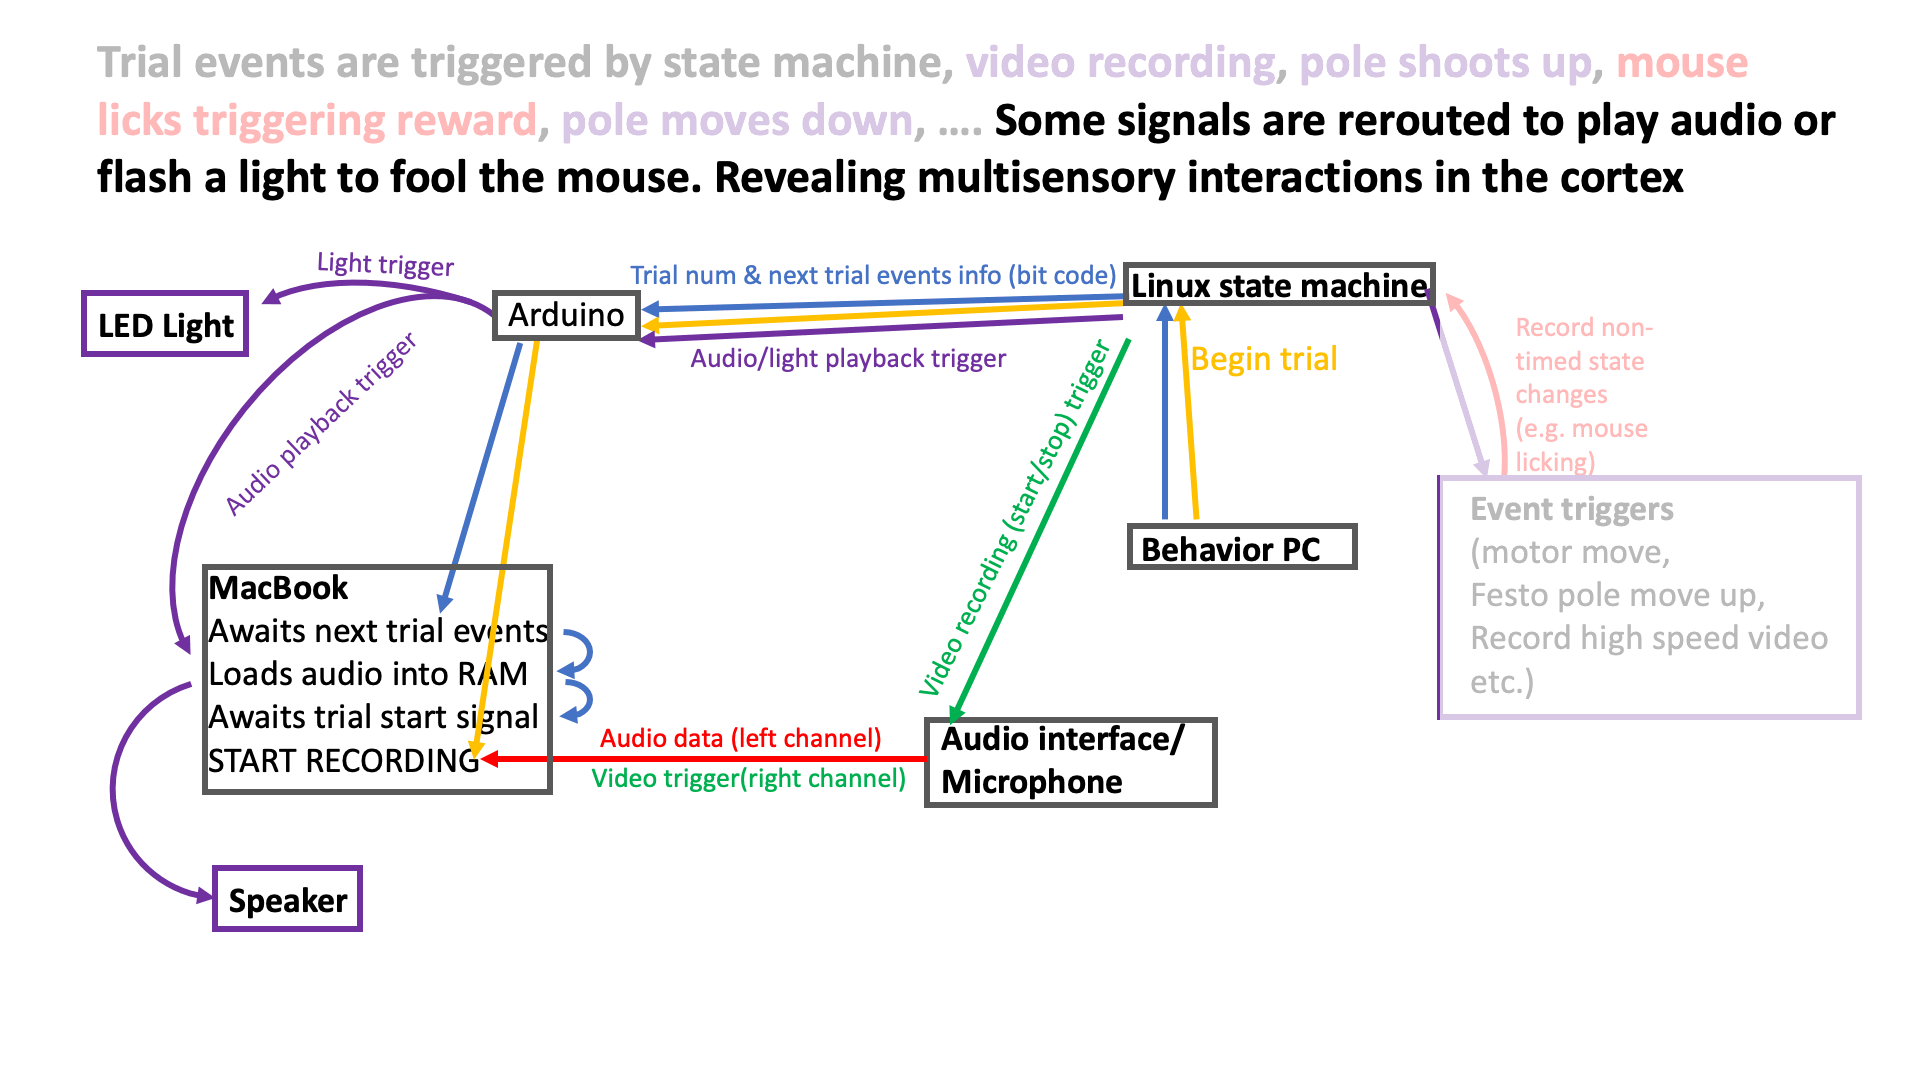 Trial events are triggered by state machine, video recording, pole shoots up, mouse
licks triggering reward, pole moves down, …. Some signals are rerouted to play audio or
flash a light to fool the mouse. Revealing multisensory interactions in the cortex
Light trigger
Trial num & next trial events info (bit code)
Linux state machine
LED Light
Arduino
Audio/light playback trigger
Begin trial
Record non-
timed state
changes
(e.g. mouse
licking)
Audio playback trigger
Video recording (start/stop) trigger
Event triggers
(motor move,
Festo pole move up,
Record high speed video
etc.)
Behavior PC
MacBook
Awaits next trial events
Loads audio into RAM
Awaits trial start signal
START RECORDING
Audio data (left channel)
Video trigger(right channel)
Audio interface/
Microphone
Speaker